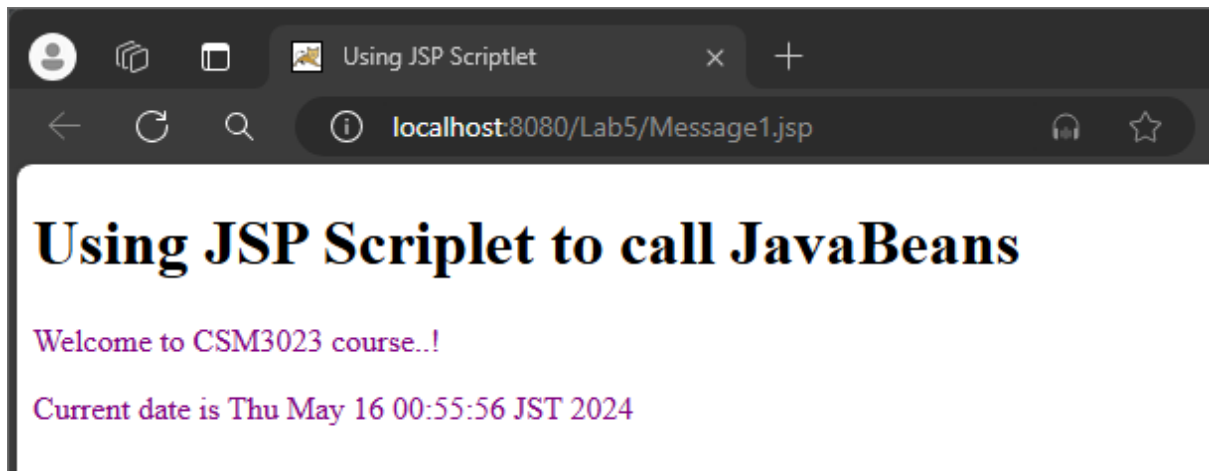 Using JSP Scriptlet
localhost:8080/Lab5/Message1.jsp
Using JSP Scriplet to call JavaBeans
Welcome to CSM3023 course..!
Current date is Thu May 16 00:55:56 JST 2024